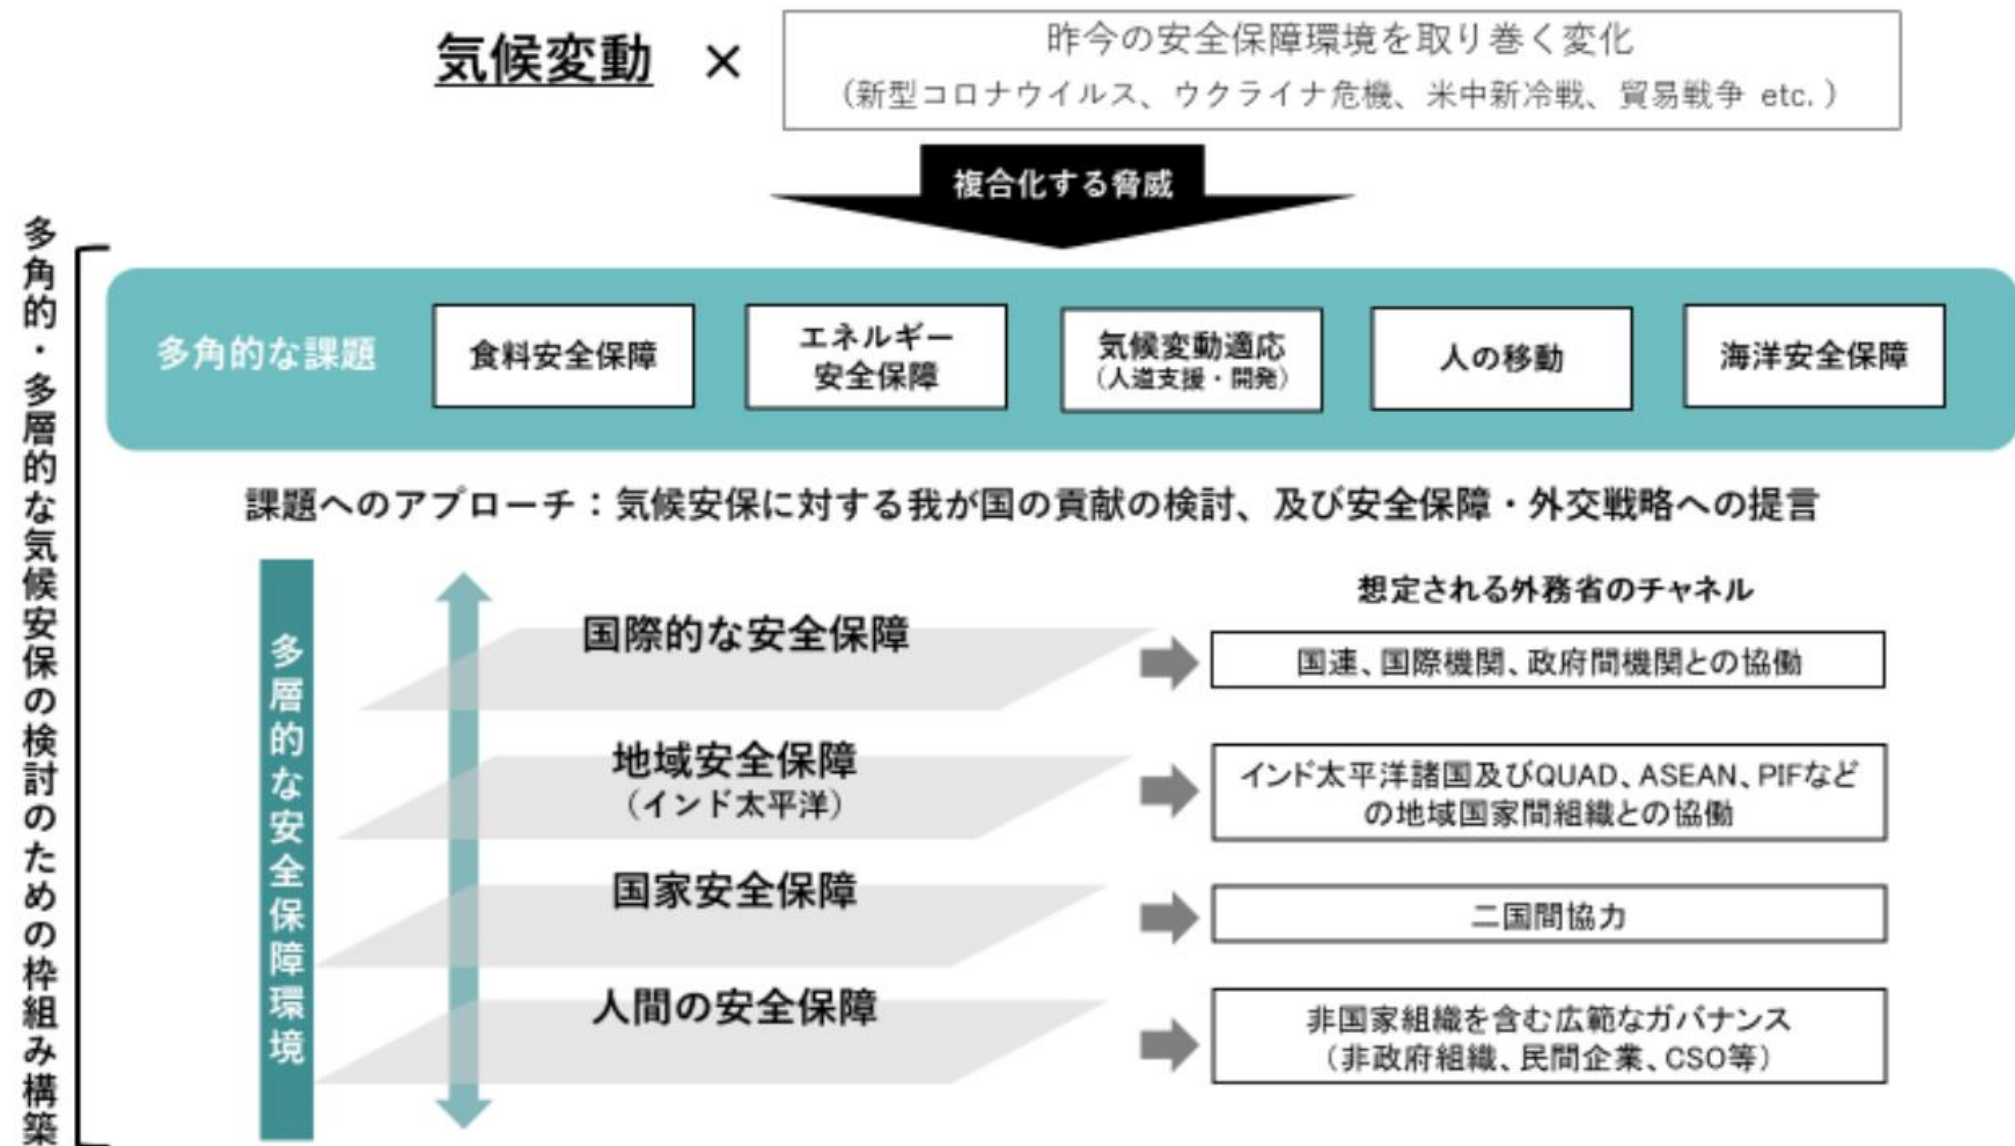 気候変動 ×
昨今の安全保障環境を取り巻く変化
（新型コロナウイルス、ウクライナ危機、米中新冷戦、貿易戦争 etc. ）
複合化する脅威
多角的・多層的な気候安保の検討のための枠組み構築
多角的な課題
食料安全保障
エネルギー
安全保障
気候変動適応
（人道支援・開発）
人の移動
海洋安全保障
課題へのアプローチ：気候安保に対する我が国の貢献の検討、及び安全保障・外交戦略への提言
多層的な安全保障環境
想定される外務省のチャネル
国際的な安全保障
国連、国際機関、政府間機関との協働
地域安全保障
（インド太平洋）
インド太平洋諸国及びQUAD、ASEAN、PIFなど
の地域国家間組織との協働
国家安全保障
二国間協力
人間の安全保障
非国家組織を含む広範なガバナンス
（非政府組織、民間企業、CSO等）